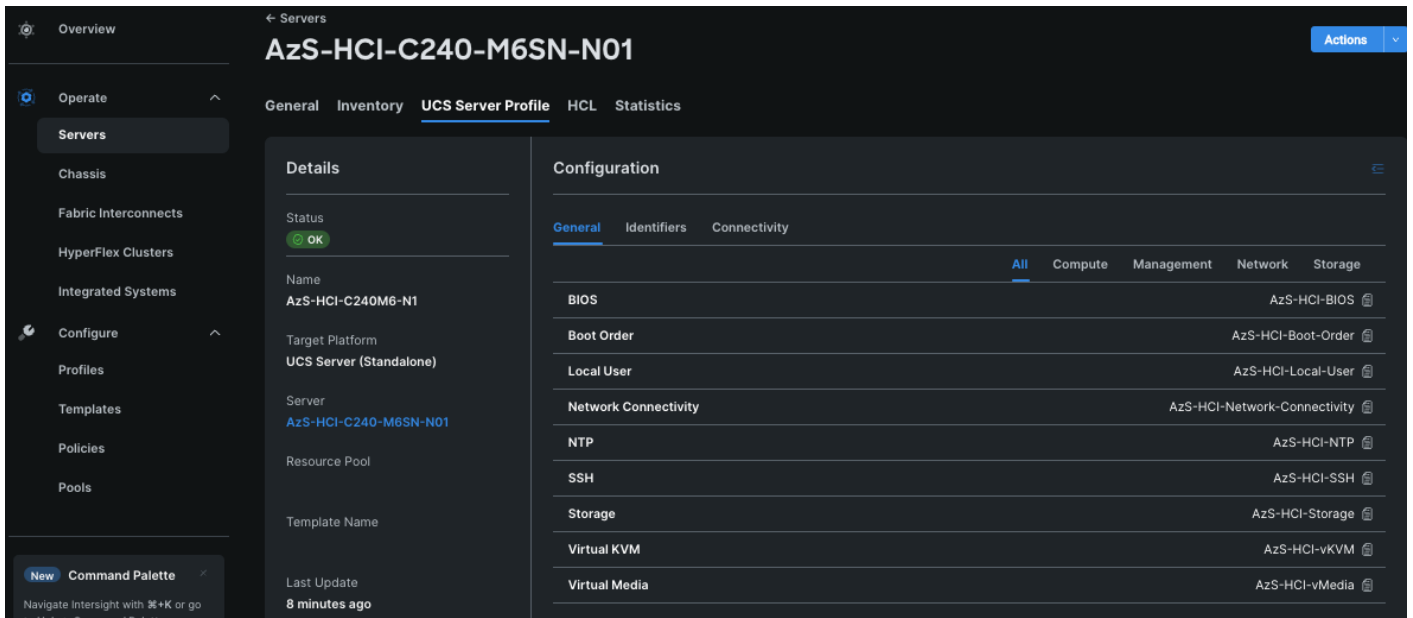 Overview
Operate
Servers
Chassis
Fabric Interconnects
HyperFlex Clusters
Integrated Systems
Configure
Profiles
Templates
Policies
Pools
New Command Palette ×
Navigate Intersight with ⌘+K or go
← Servers
AzS-HCI-C240-M6SN-N01
Actions
General Inventory UCS Server Profile HCL Statistics
Details
Status
OK
Name
AzS-HCI-C240M6-N1
Target Platform
UCS Server (Standalone)
Server
AzS-HCI-C240-M6SN-N01
Resource Pool
Template Name
Last Update
8 minutes ago
Configuration
General Identifiers Connectivity
All Compute Management Network Storage
BIOS AzS-HCI-BIOS
Boot Order AzS-HCI-Boot-Order
Local User AzS-HCI-Local-User
Network Connectivity AzS-HCI-Network-Connectivity
NTP AzS-HCI-NTP
SSH AzS-HCI-SSH
Storage AzS-HCI-Storage
Virtual KVM AzS-HCI-vKVM
Virtual Media AzS-HCI-vMedia